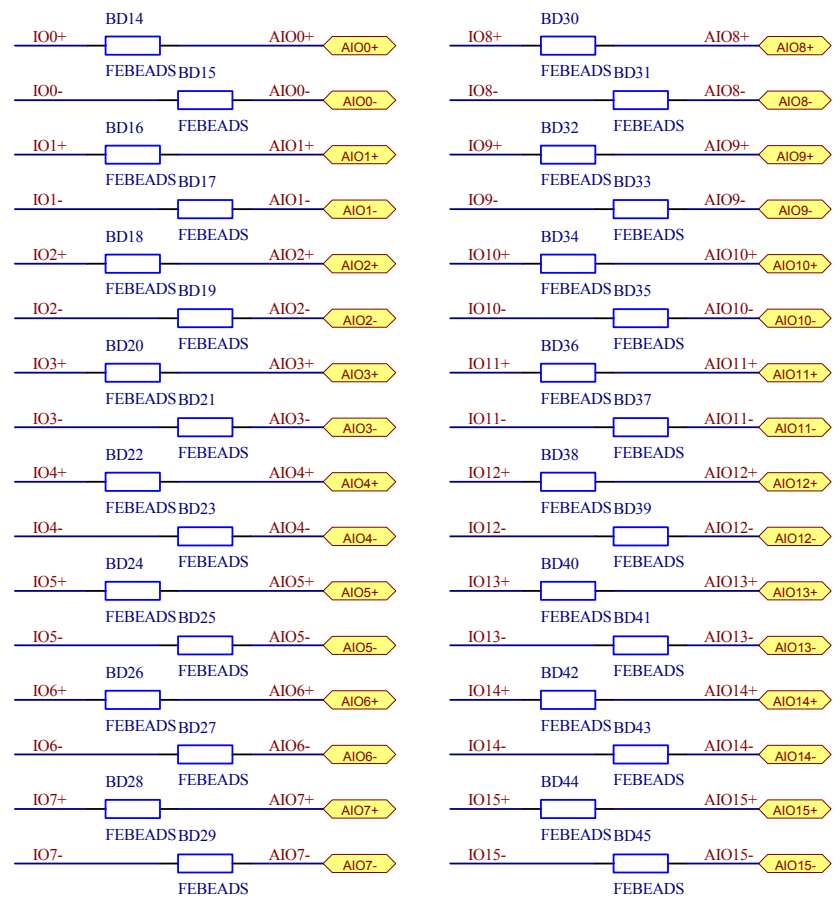 BD14
IO0+ AIO0+ AIO0+
FEBEADS BD15
IO0- AIO0- AIO0-
BD16 FEBEADS
IO1+ AIO1+ AIO1+
FEBEADS BD17
IO1- AIO1- AIO1-
BD18 FEBEADS
IO2+ AIO2+ AIO2+
FEBEADS BD19
IO2- AIO2- AIO2-
BD20 FEBEADS
IO3+ AIO3+ AIO3+
FEBEADS BD21
IO3- AIO3- AIO3-
BD22 FEBEADS
IO4+ AIO4+ AIO4+
FEBEADS BD23
IO4- AIO4- AIO4-
BD24 FEBEADS
IO5+ AIO5+ AIO5+
FEBEADS BD25
IO5- AIO5- AIO5-
BD26 FEBEADS
IO6+ AIO6+ AIO6+
FEBEADS BD27
IO6- AIO6- AIO6-
BD28 FEBEADS
IO7+ AIO7+ AIO7+
FEBEADS BD29
IO7- AIO7- AIO7-
FEBEADS
BD30
IO8+ AIO8+ AIO8+
FEBEADS BD31
IO8- AIO8- AIO8-
BD32 FEBEADS
IO9+ AIO9+ AIO9+
FEBEADS BD33
IO9- AIO9- AIO9-
BD34 FEBEADS
IO10+ AIO10+ AIO10+
FEBEADS BD35
IO10- AIO10- AIO10-
BD36 FEBEADS
IO11+ AIO11+ AIO11+
FEBEADS BD37
IO11- AIO11- AIO11-
BD38 FEBEADS
IO12+ AIO12+ AIO12+
FEBEADS BD39
IO12- AIO12- AIO12-
BD40 FEBEADS
IO13+ AIO13+ AIO13+
FEBEADS BD41
IO13- AIO13- AIO13-
BD42 FEBEADS
IO14+ AIO14+ AIO14+
FEBEADS BD43
IO14- AIO14- AIO14-
BD44 FEBEADS
IO15+ AIO15+ AIO15+
FEBEADS BD45
IO15- AIO15- AIO15-
FEBEADS